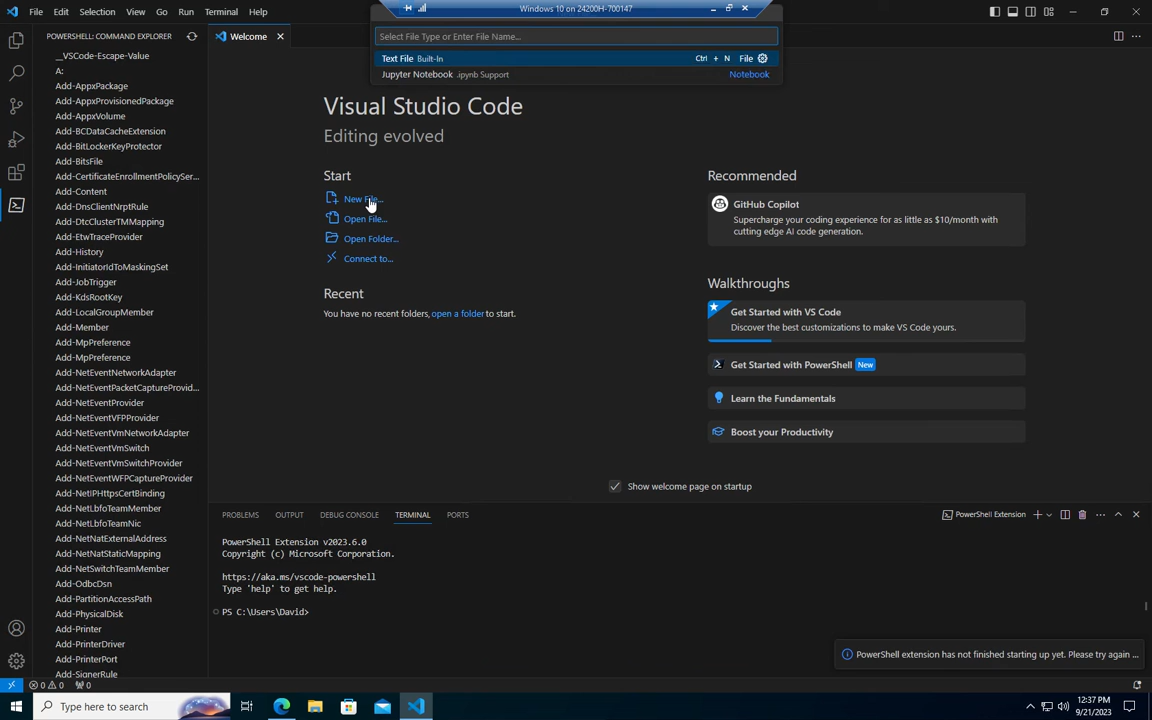 Windows 10 on 24200H-700147
File Edit Selection View Go Run Terminal Help
Select File Type or Enter File Name...
Text File Built-In Ctrl + N File
Jupyter Notebook .ipynb Support Notebook
POWERSHELL: COMMAND EXPLORER
Welcome
__VSCode-Escape-Value
A:
Add-AppxPackage
Add-AppxProvisionedPackage
Add-AppxVolume
Add-BCDataCacheExtension
Add-BitLockerKeyProtector
Add-BitsFile
Add-CertificateEnrollmentPolicySer...
Add-Content
Add-DnsClientNrptRule
Add-DtcClusterTMMapping
Add-EtwTraceProvider
Add-History
Add-InitiatorIdToMaskingSet
Add-JobTrigger
Add-KdsRootKey
Add-LocalGroupMember
Add-Member
Add-MpPreference
Add-MpPreference
Add-NetEventNetworkAdapter
Add-NetEventPacketCaptureProvid...
Add-NetEventProvider
Add-NetEventVFPProvider
Add-NetEventVmNetworkAdapter
Add-NetEventVmSwitch
Add-NetEventVmSwitchProvider
Add-NetEventWFPCaptureProvider
Add-NetIPHttpsCertBinding
Add-NetLbfoTeamMember
Add-NetLbfoTeamNic
Add-NetNatExternalAddress
Add-NetNatStaticMapping
Add-NetSwitchTeamMember
Add-OdbcDsn
Add-PartitionAccessPath
Add-PhysicalDisk
Add-Printer
Add-PrinterDriver
Add-PrinterPort
Add-SignerRule
Visual Studio Code
Editing evolved
Start
New File...
Open File...
Open Folder...
Connect to...
Recent
You have no recent folders, open a folder to start.
Recommended
GitHub Copilot
Supercharge your coding experience for as little as $10/month with
cutting edge AI code generation.
Walkthroughs
Get Started with VS Code
Discover the best customizations to make VS Code yours.
Get Started with PowerShell New
Learn the Fundamentals
Boost your Productivity
Show welcome page on startup
PROBLEMS OUTPUT DEBUG CONSOLE TERMINAL PORTS
PowerShell Extension
PowerShell Extension v2023.6.0
Copyright (c) Microsoft Corporation.
https://aka.ms/vscode-powershell
Type 'help' to get help.
PS C:\Users\David>
PowerShell extension has not finished starting up yet. Please try again ...
0 0 0
Type here to search
12:37 PM
9/21/2023